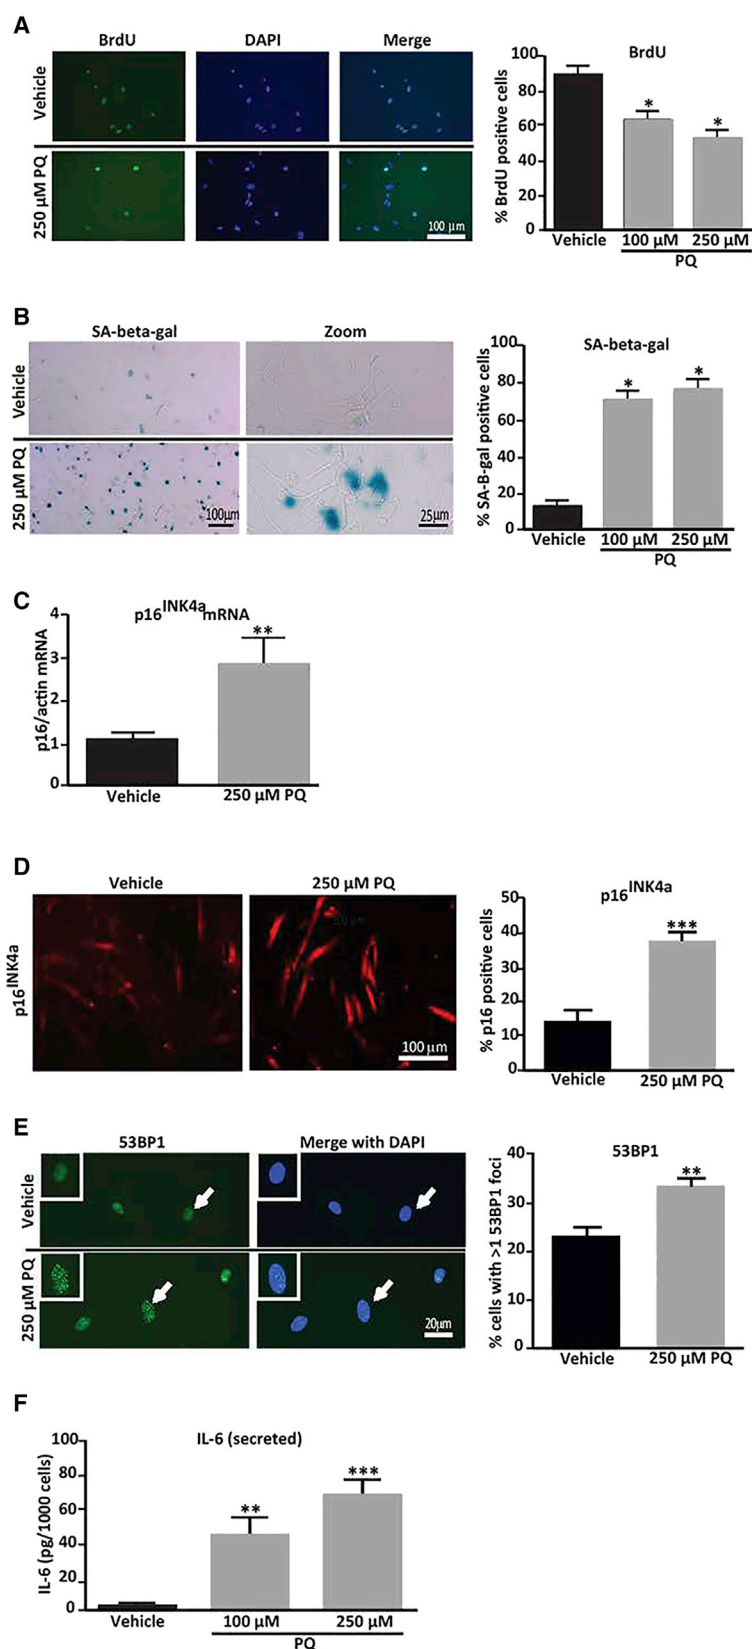 A
BrdU DAPI Merge
Vehicle
250 µM PQ
100 µm
BrdU
% BrdU positive cells
100
80
60
40
20
0
* *
Vehicle 100 µM 250 µM
PQ
B
SA-beta-gal Zoom
Vehicle
250 µM PQ
100µm 25µm
SA-beta-gal
% SA-B-gal positive cells
100
80
60
40
20
0
* *
Vehicle 100 µM 250 µM
PQ
C
p16INK4a mRNA
p16/actin mRNA
4
3
2
1
0
**
Vehicle 250 µM PQ
D
Vehicle 250 µM PQ
p16INK4a
100 µm
p16INK4a
% p16 positive cells
50
40
30
20
10
0
***
Vehicle 250 µM PQ
E
53BP1 Merge with DAPI
Vehicle
250 µM PQ
20µm
53BP1
% cells with >1 53BP1 foci
40
30
20
10
0
**
Vehicle 250 µM PQ
F
IL-6 (secreted)
IL-6 (pg/1000 cells)
100
80
60
40
20
0
** ***
Vehicle 100 µM 250 µM
PQ